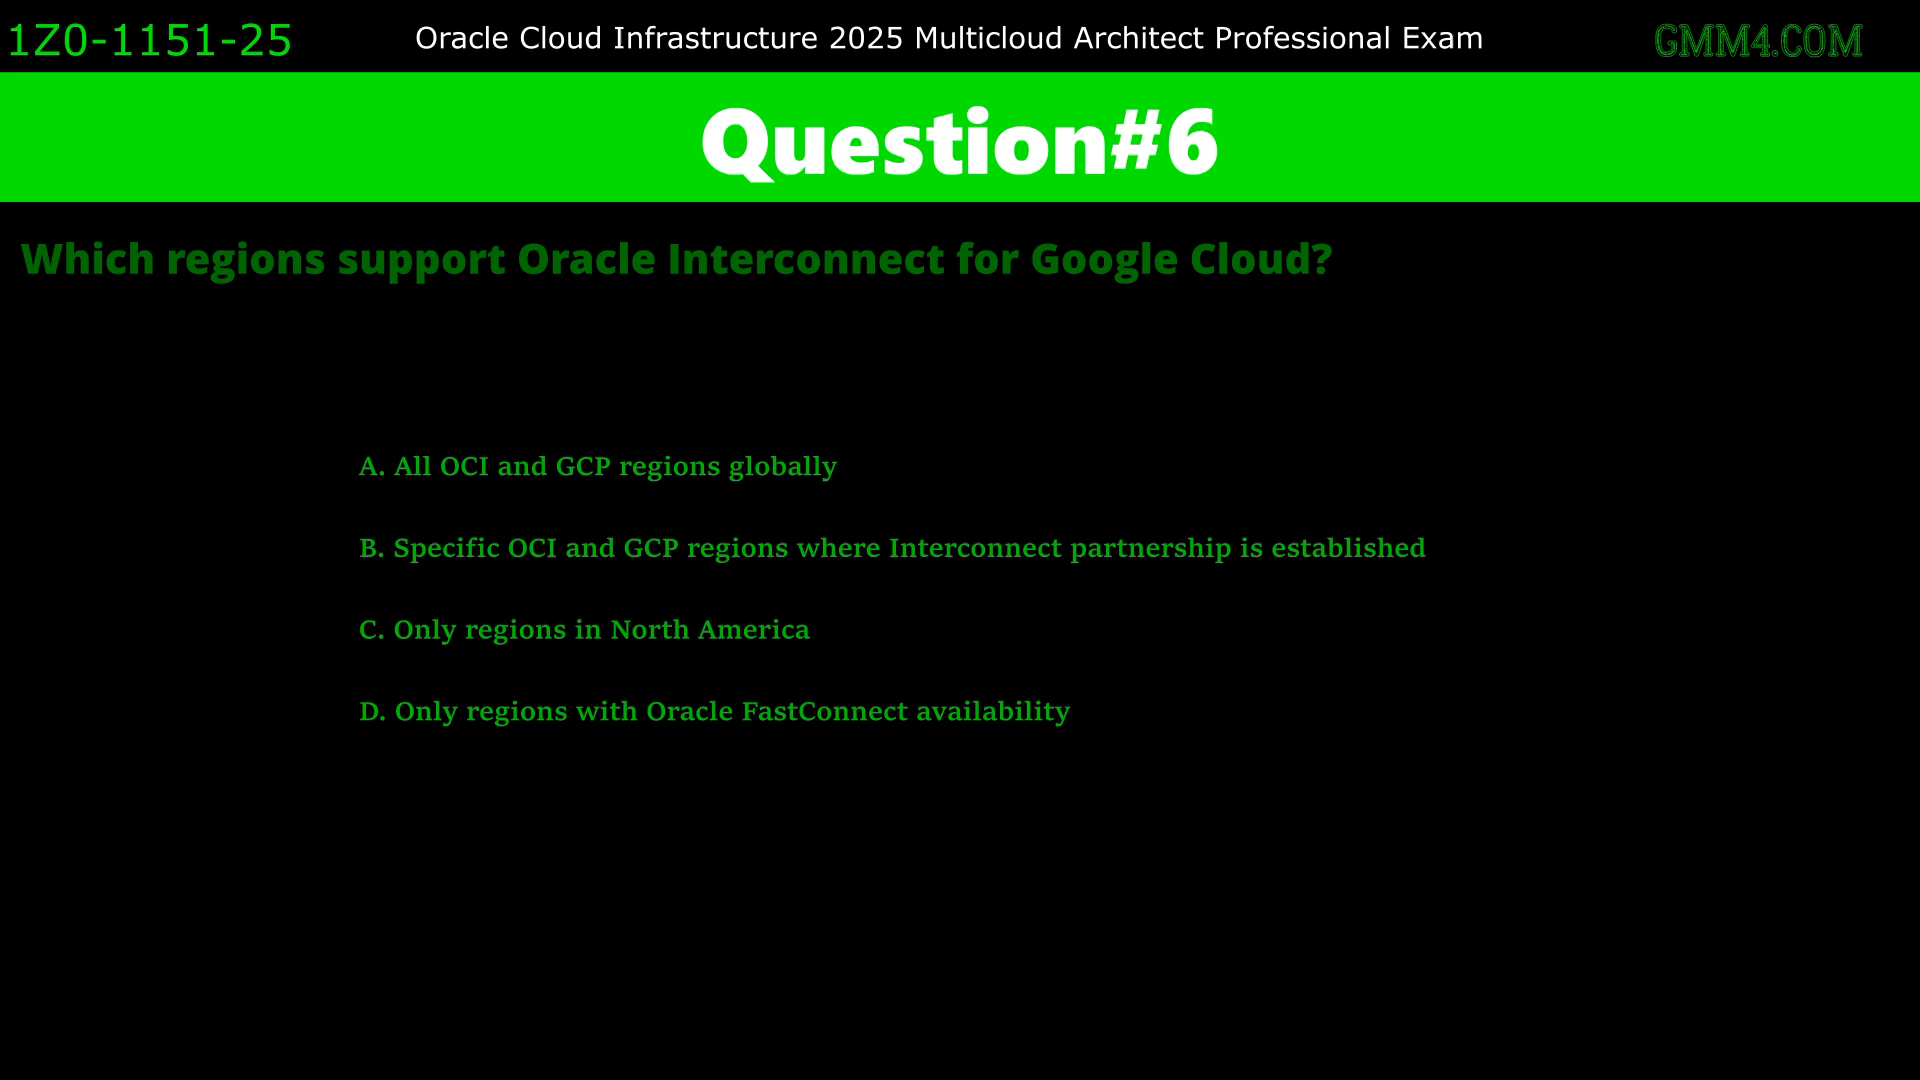 1Z0-1151-25
Oracle Cloud Infrastructure 2025 Multicloud Architect Professional Exam
GMM4.COM
Question#6
Which regions support Oracle Interconnect for Google Cloud?
A. All OCI and GCP regions globally
B. Specific OCI and GCP regions where Interconnect partnership is established
C. Only regions in North America
D. Only regions with Oracle FastConnect availability